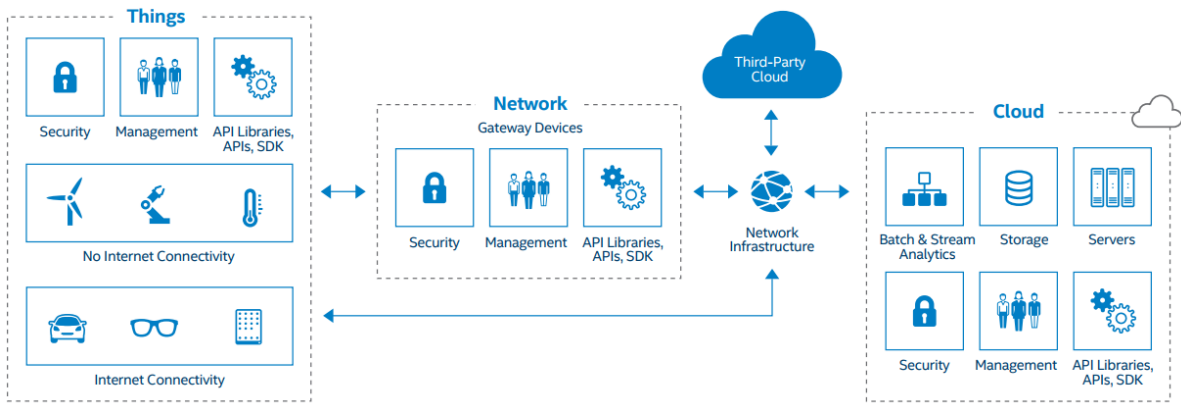 Things
Security
Management
API Libraries,
APIs, SDK
No Internet Connectivity
Internet Connectivity
Network
Gateway Devices
Security
Management
API Libraries,
APIs, SDK
Third-Party
Cloud
Network
Infrastructure
Cloud
Batch & Stream
Analytics
Storage
Servers
Security
Management
API Libraries,
APIs, SDK